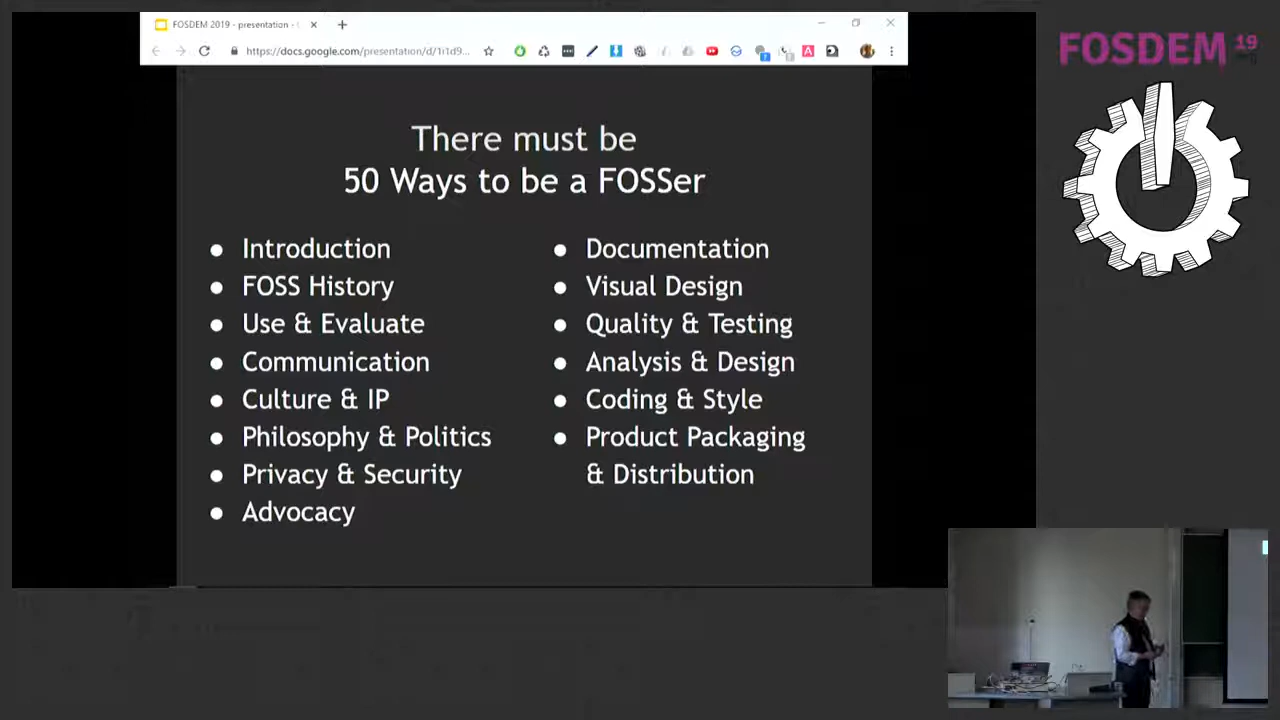 FOSDEM 2019 - presentation -
https://docs.google.com/presentation/d/1i1d9...
FOSDEM 19
There must be
50 Ways to be a FOSSer
● Introduction
● FOSS History
● Use & Evaluate
● Communication
● Culture & IP
● Philosophy & Politics
● Privacy & Security
● Advocacy
● Documentation
● Visual Design
● Quality & Testing
● Analysis & Design
● Coding & Style
● Product Packaging
& Distribution